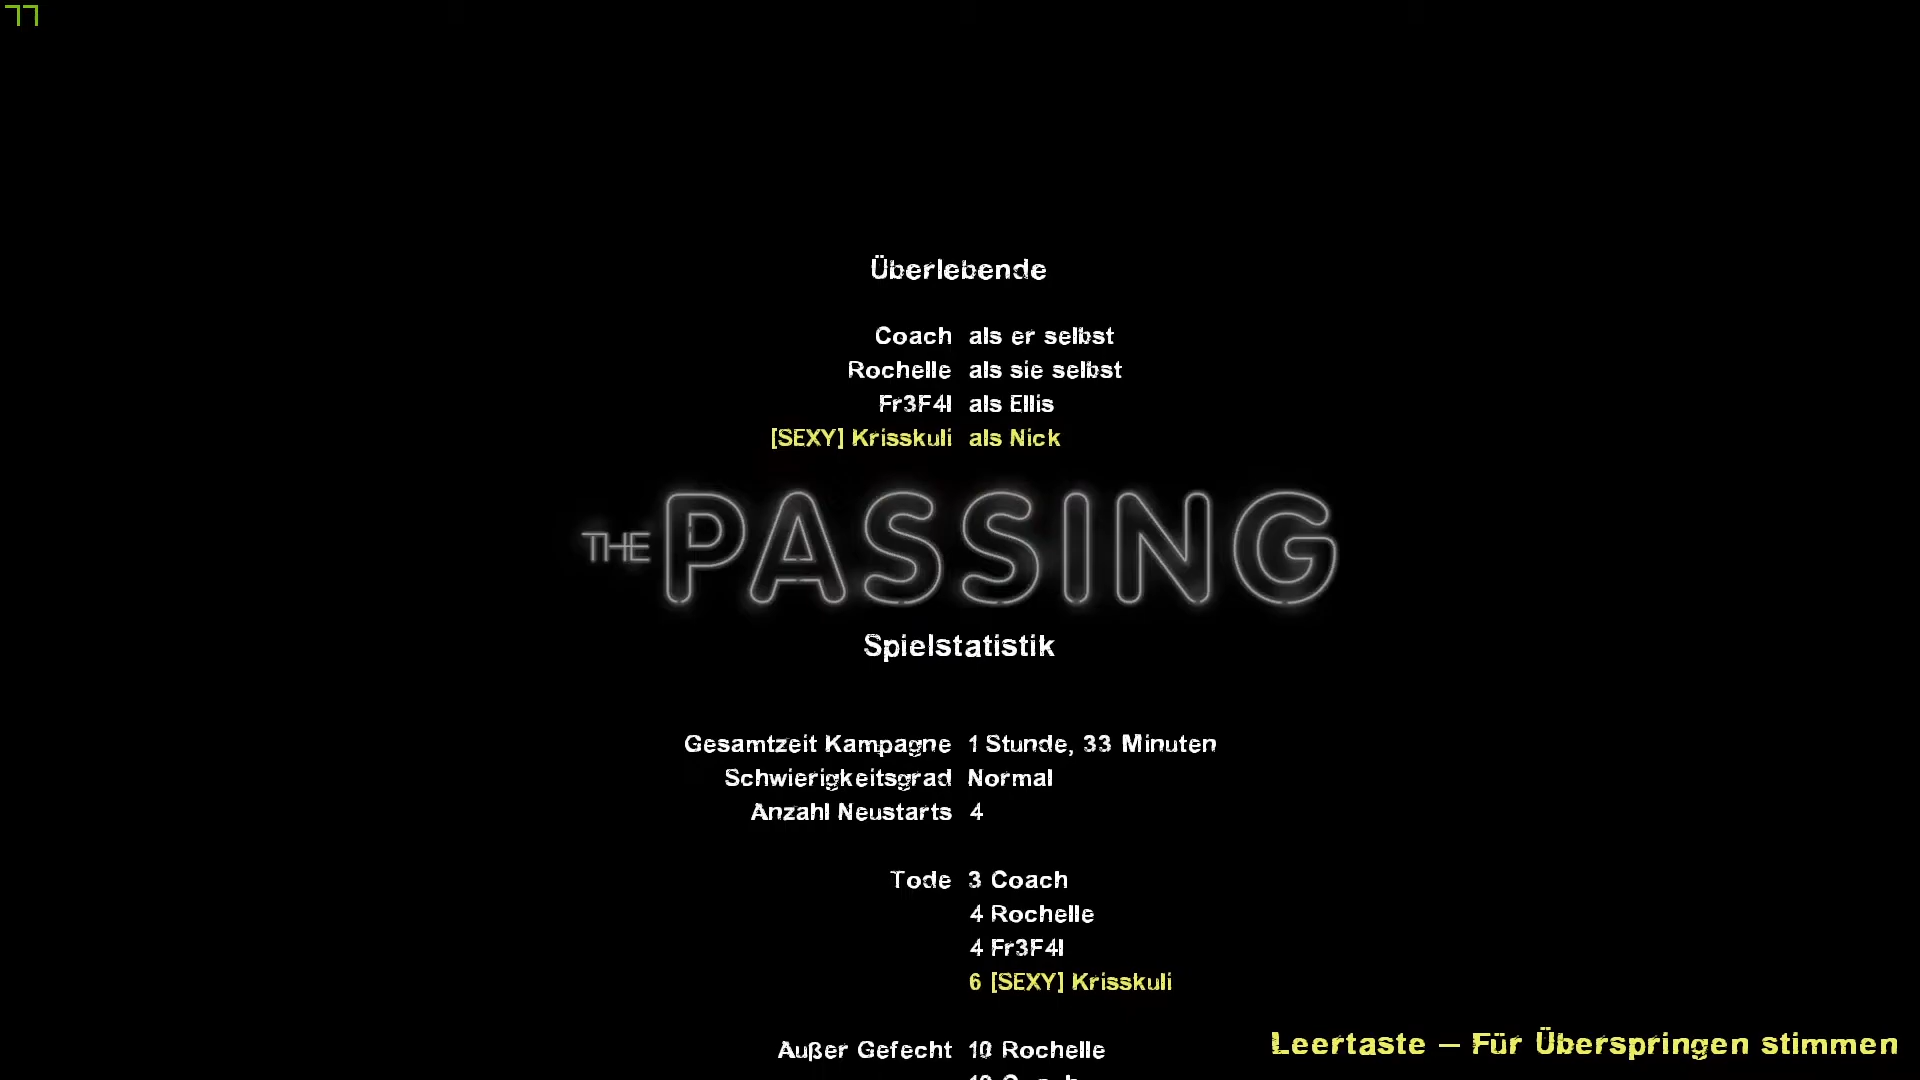 77
Überlebende
Coach als er selbst
Rochelle als sie selbst
Fr3F4l als Ellis
[SEXY] Krisskuli als Nick
THE PASSING
Spielstatistik
Gesamtzeit Kampagne 1 Stunde, 33 Minuten
Schwierigkeitsgrad Normal
Anzahl Neustarts 4
Tode 3 Coach
4 Rochelle
4 Fr3F4l
6 [SEXY] Krisskuli
Außer Gefecht 10 Rochelle
Leertaste – Für Überspringen stimmen